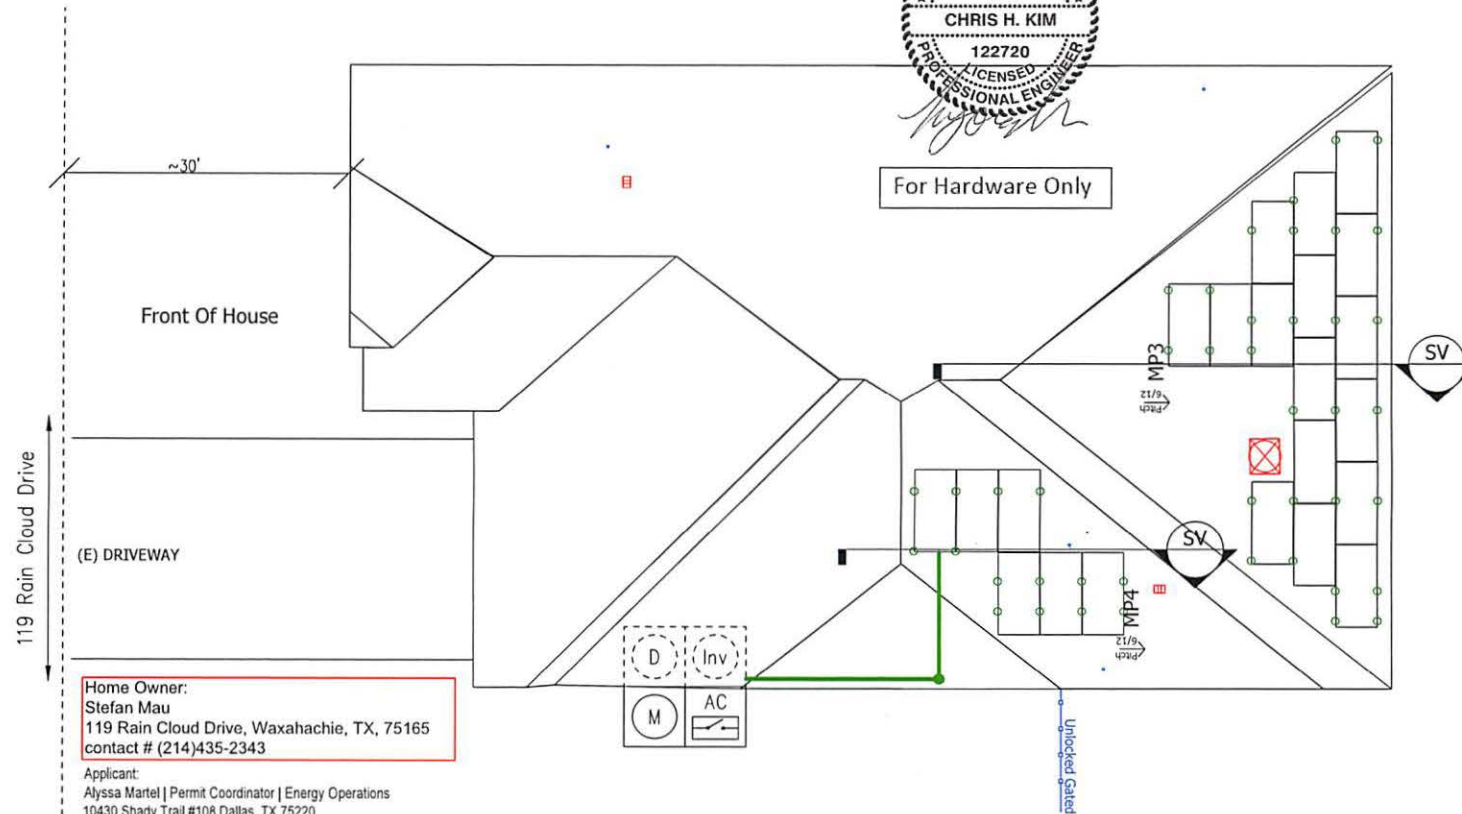 CHRIS H. KIM
122720
LICENSED
PROFESSIONAL ENGINEER
~30'
For Hardware Only
Front Of House
MP3
Pitch
6/12
SV
119 Rain Cloud Drive
(E) DRIVEWAY
SV
MP4
Pitch
6/12
D
Inv
M
AC
Unlocked Gated
Home Owner:
Stefan Mau
119 Rain Cloud Drive, Waxahachie, TX, 75165
contact # (214)435-2343
Applicant:
Alyssa Martel | Permit Coordinator | Energy Operations
10430 Shady Trail #108 Dallas, TX 75220